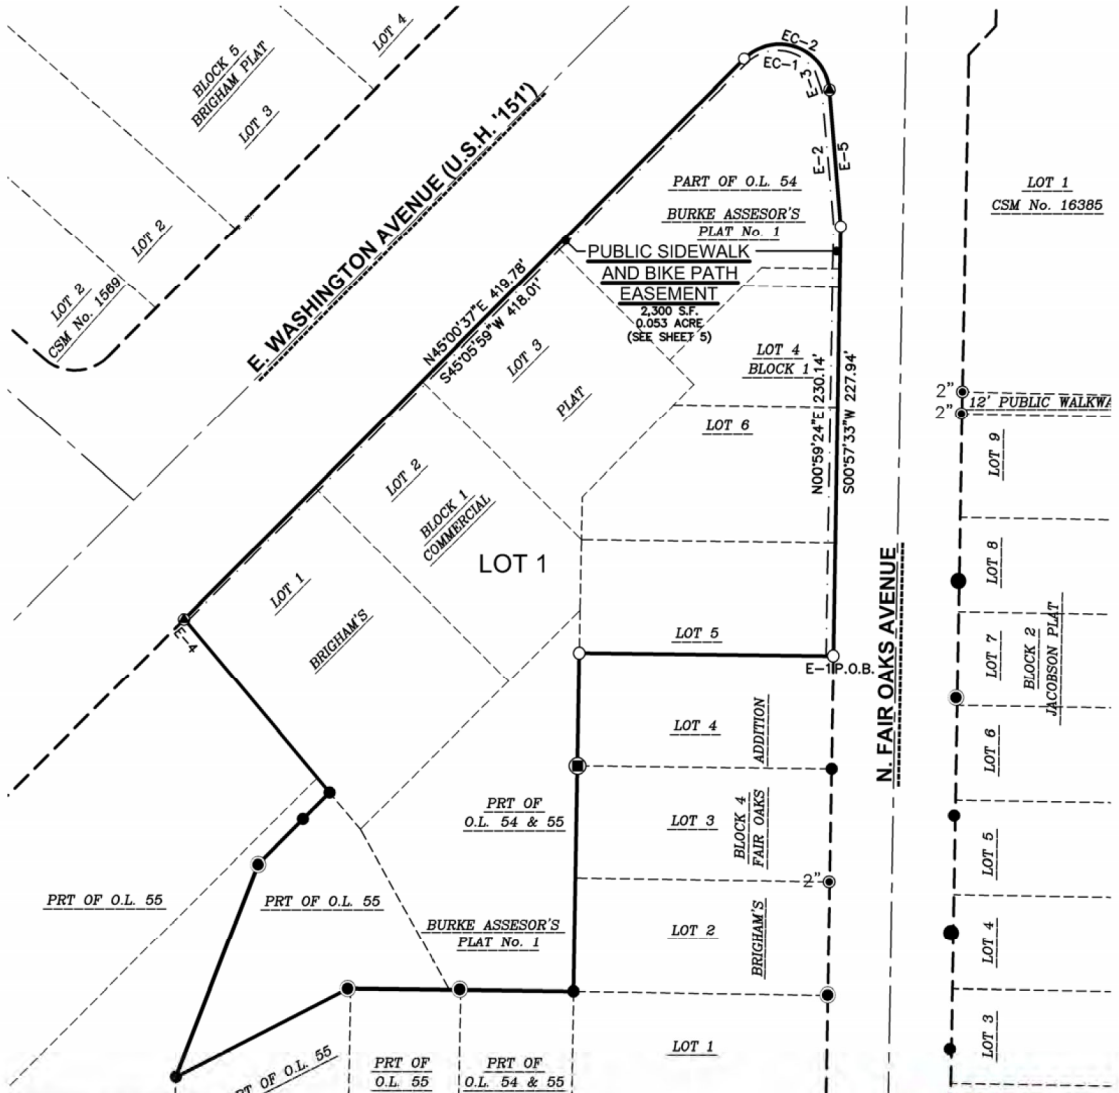 LOT 4
BLOCK 5
BRIGHAM PLAT
LOT 3
LOT 2
LOT 2
CSM No. 1569
E. WASHINGTON AVENUE (U.S.H. '151')
EC-2
EC-1
E-3
E-2
E-5
PART OF O.L. 54
BURKE ASSESOR'S
PLAT No. 1
LOT 1
CSM No. 16385
PUBLIC SIDEWALK
AND BIKE PATH
EASEMENT
2,300 S.F.
0.053 ACRE
(SEE SHEET 5)
N45°00'37"E 419.78'
S45°05'59"W 418.01'
LOT 3
PLAT
LOT 4
BLOCK 1
LOT 6
N00°59'24"E 230.14'
S00°57'33"W 227.94'
2"
12' PUBLIC WALKWA
2"
LOT 9
LOT 2
BLOCK 1
COMMERCIAL
LOT 1
LOT 8
LOT 1
BRIGHAM'S
E-4
LOT 5
E-1
P.O.B.
N. FAIR OAKS AVENUE
LOT 7
BLOCK 2
JACOBSON PLAT
LOT 6
LOT 4
ADDITION
PRT OF
O.L. 54 & 55
LOT 3
BLOCK 4
FAIR OAKS
LOT 5
2"
PRT OF O.L. 55
PRT OF O.L. 55
BURKE ASSESOR'S
PLAT No. 1
LOT 2
BRIGHAM'S
LOT 4
LOT 1
LOT 3
RT OF O.L. 55
PRT OF
O.L. 55
PRT OF
O.L. 54 & 55